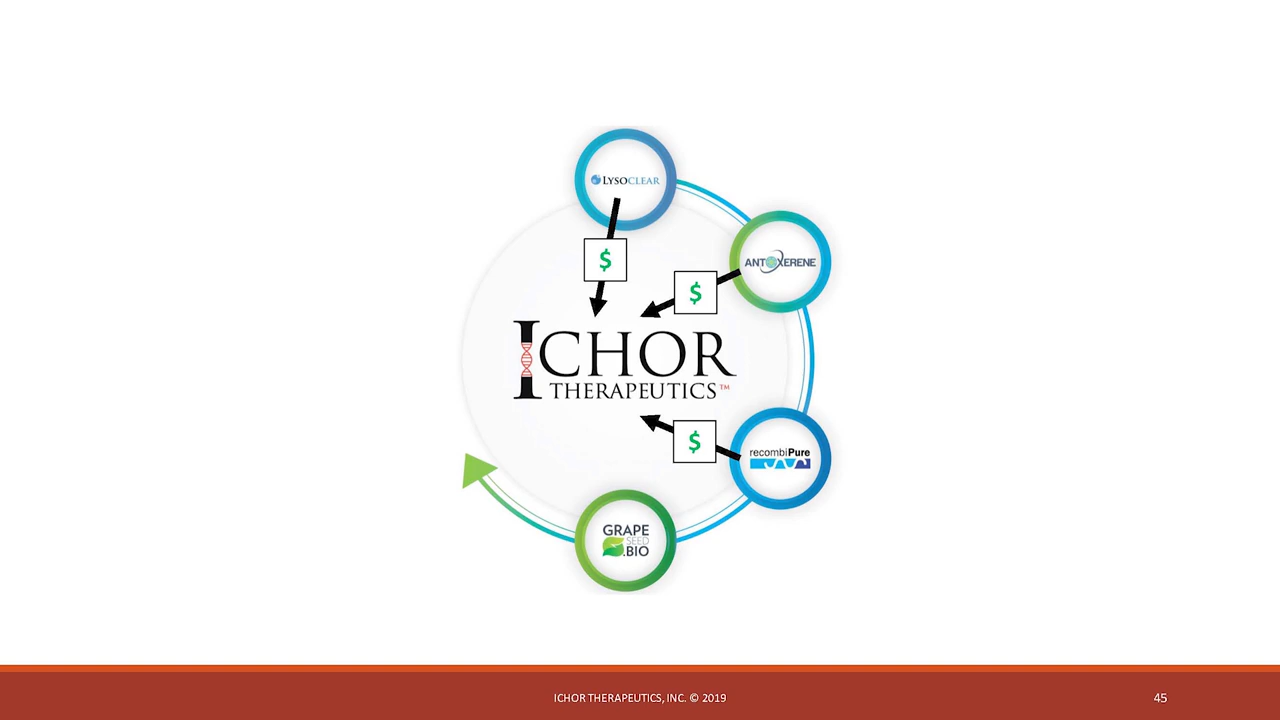 LYSOCLEAR
$
ANTOXERENE
$
ICHOR
THERAPEUTICS™
$
recombiPure
GRAPE
SEED
.BIO
ICHOR THERAPEUTICS, INC. © 2019
45